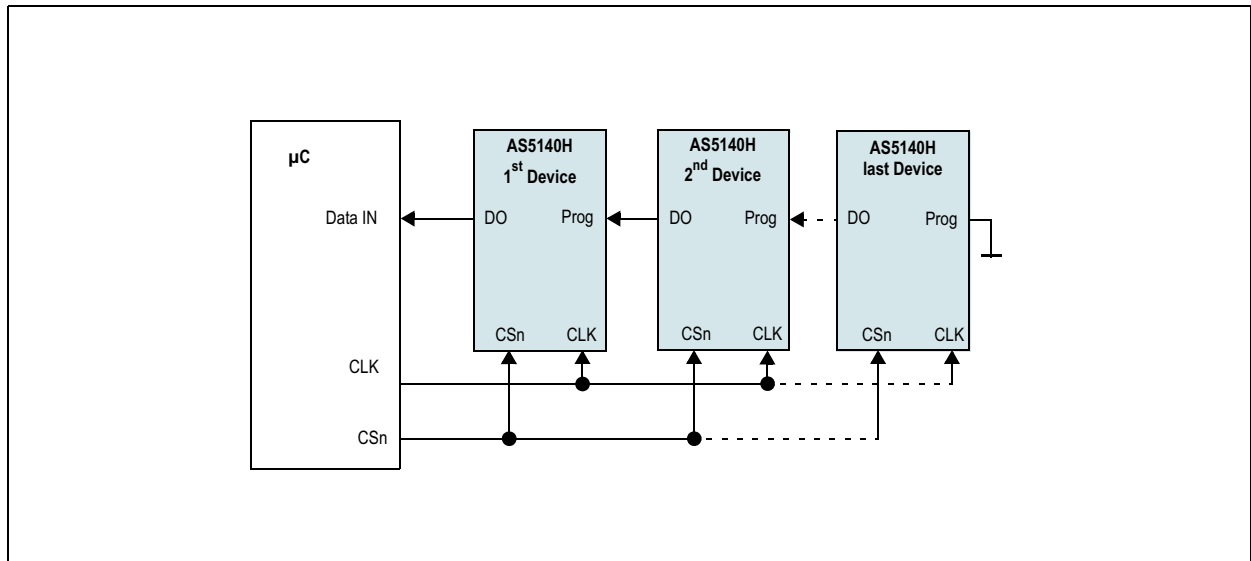 µC
Data IN
CLK
CSn
AS5140H
1st Device
DO Prog
CSn CLK
AS5140H
2nd Device
DO Prog
CSn CLK
AS5140H
last Device
DO Prog
CSn CLK